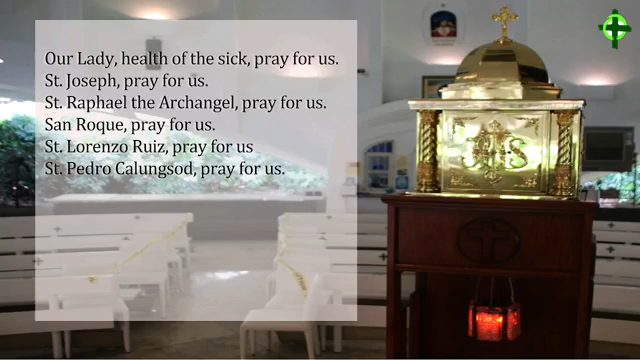 Our Lady, health of the sick, pray for us.
St. Joseph, pray for us.
St. Raphael the Archangel, pray for us.
San Roque, pray for us.
St. Lorenzo Ruiz, pray for us
St. Pedro Calungsod, pray for us.
IHS